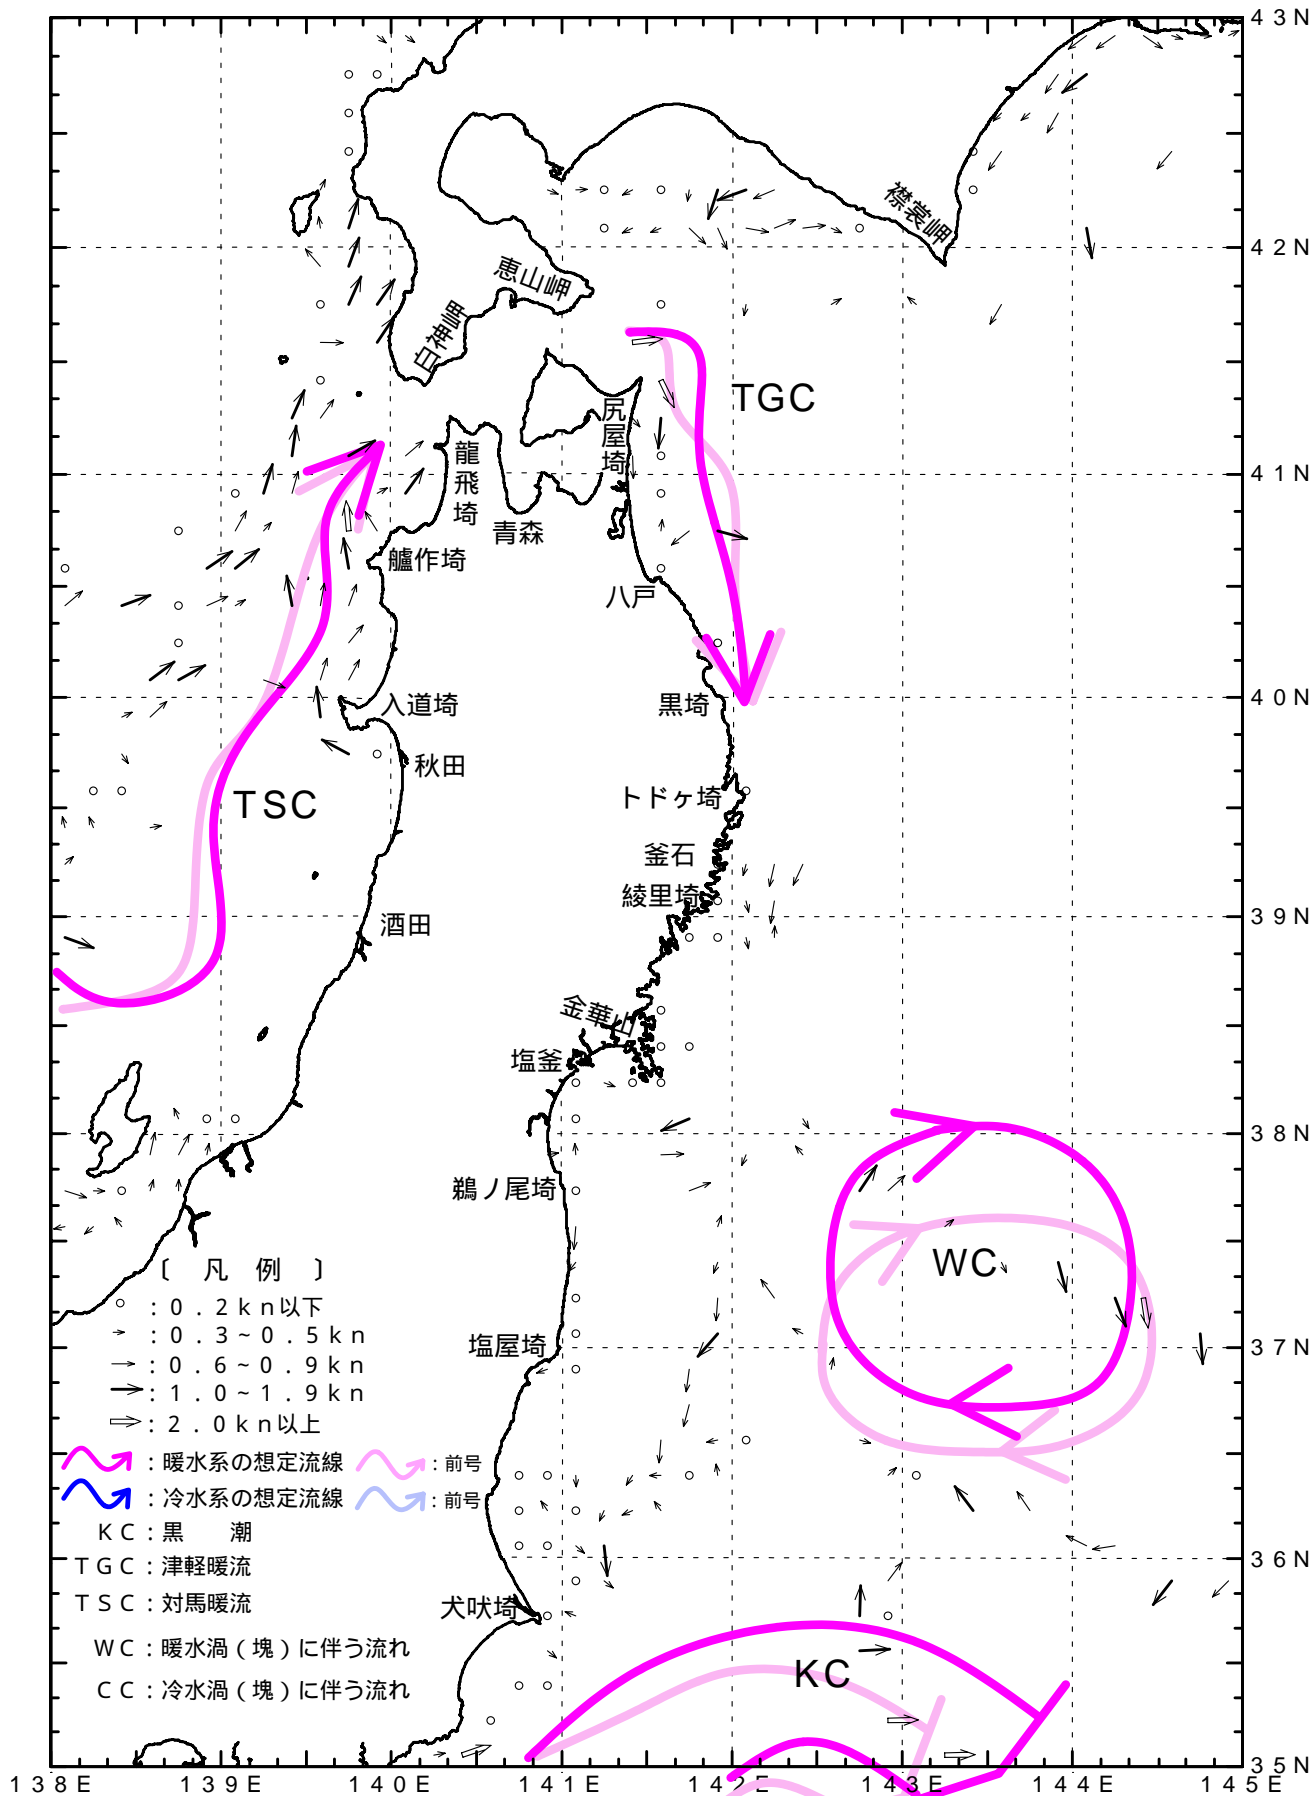 43N
襟裳岬
42N
恵山岬
白神岬
TGC
尻屋埼
龍飛埼
41N
青森
艫作埼
八戸
40N
入道埼
黒埼
秋田
トドヶ埼
TSC
釜石
綾里埼
39N
酒田
金華山
塩釜
38N
鵜ノ尾埼
WC
〔 凡 例 〕
:0.2kn以下
:0.3~0.5kn
塩屋埼
37N
:0.6~0.9kn
:1.0~1.9kn
:2.0kn以上
:暖水系の想定流線 :前号
:冷水系の想定流線 :前号
KC:黒 潮
TGC:津軽暖流
36N
TSC:対馬暖流
犬吠埼
WC:暖水渦(塊)に伴う流れ
KC
CC:冷水渦(塊)に伴う流れ
35N
138E 139E 140E 141E 142E 143E 144E 145E